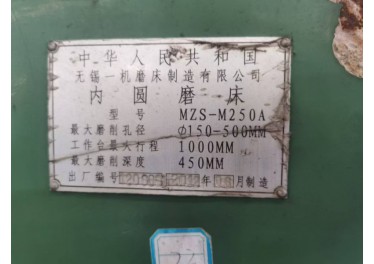 中华人民共和国
无锡一机磨床制造有限公司
内圆磨床
型号 MZS-M250A
最大磨削孔径 Φ150-500MM
工作台最大行程 1000MM
最大磨削深度 450MM
出厂编号 年 月制造